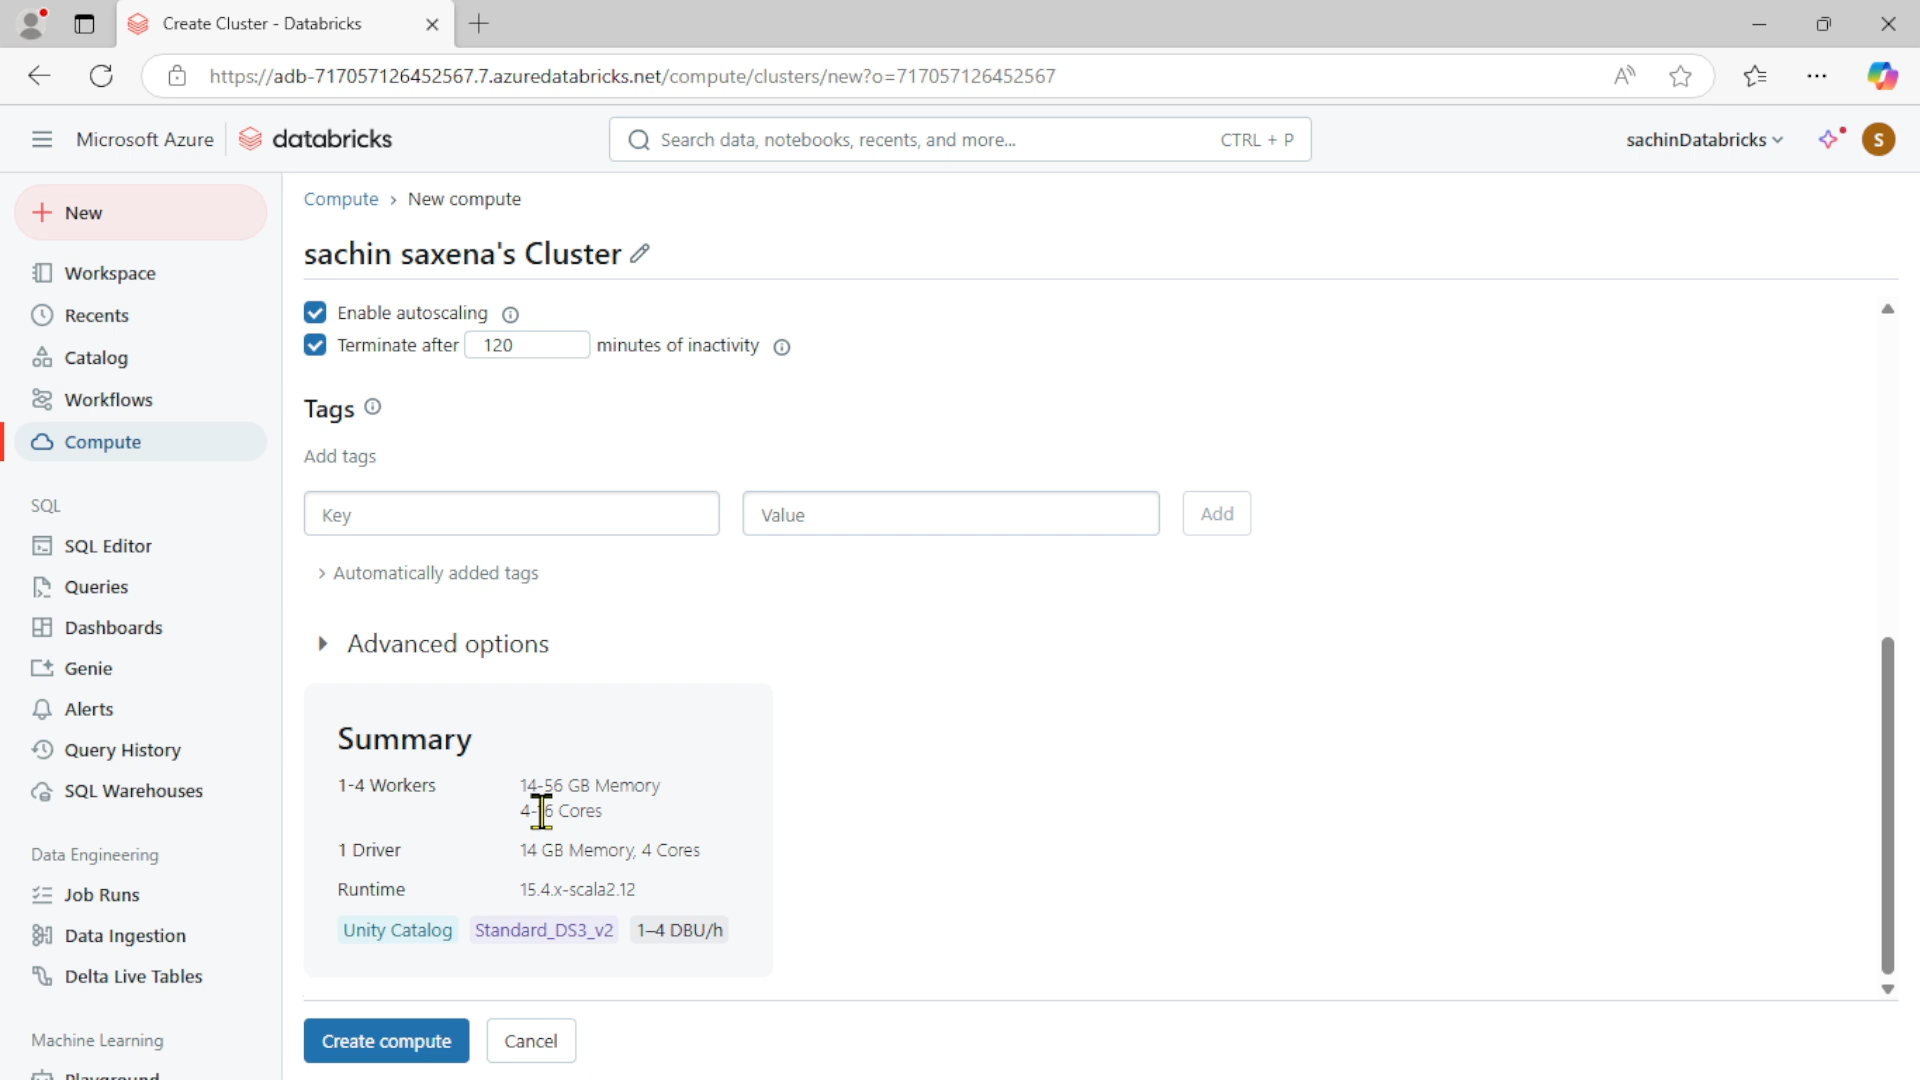 Create Cluster - Databricks
https://adb-717057126452567.7.azuredatabricks.net/compute/clusters/new?o=717057126452567
Microsoft Azure databricks
Search data, notebooks, recents, and more... CTRL + P
sachinDatabricks
S
New
Workspace
Recents
Catalog
Workflows
Compute
SQL
SQL Editor
Queries
Dashboards
Genie
Alerts
Query History
SQL Warehouses
Data Engineering
Job Runs
Data Ingestion
Delta Live Tables
Machine Learning
Playground
Compute > New compute
sachin saxena's Cluster
Enable autoscaling
Terminate after 120 minutes of inactivity
Tags
Add tags
Key Value Add
> Automatically added tags
Advanced options
Summary
1-4 Workers 14-56 GB Memory
4-16 Cores
1 Driver 14 GB Memory, 4 Cores
Runtime 15.4.x-scala2.12
Unity Catalog Standard_DS3_v2 1–4 DBU/h
Create compute Cancel